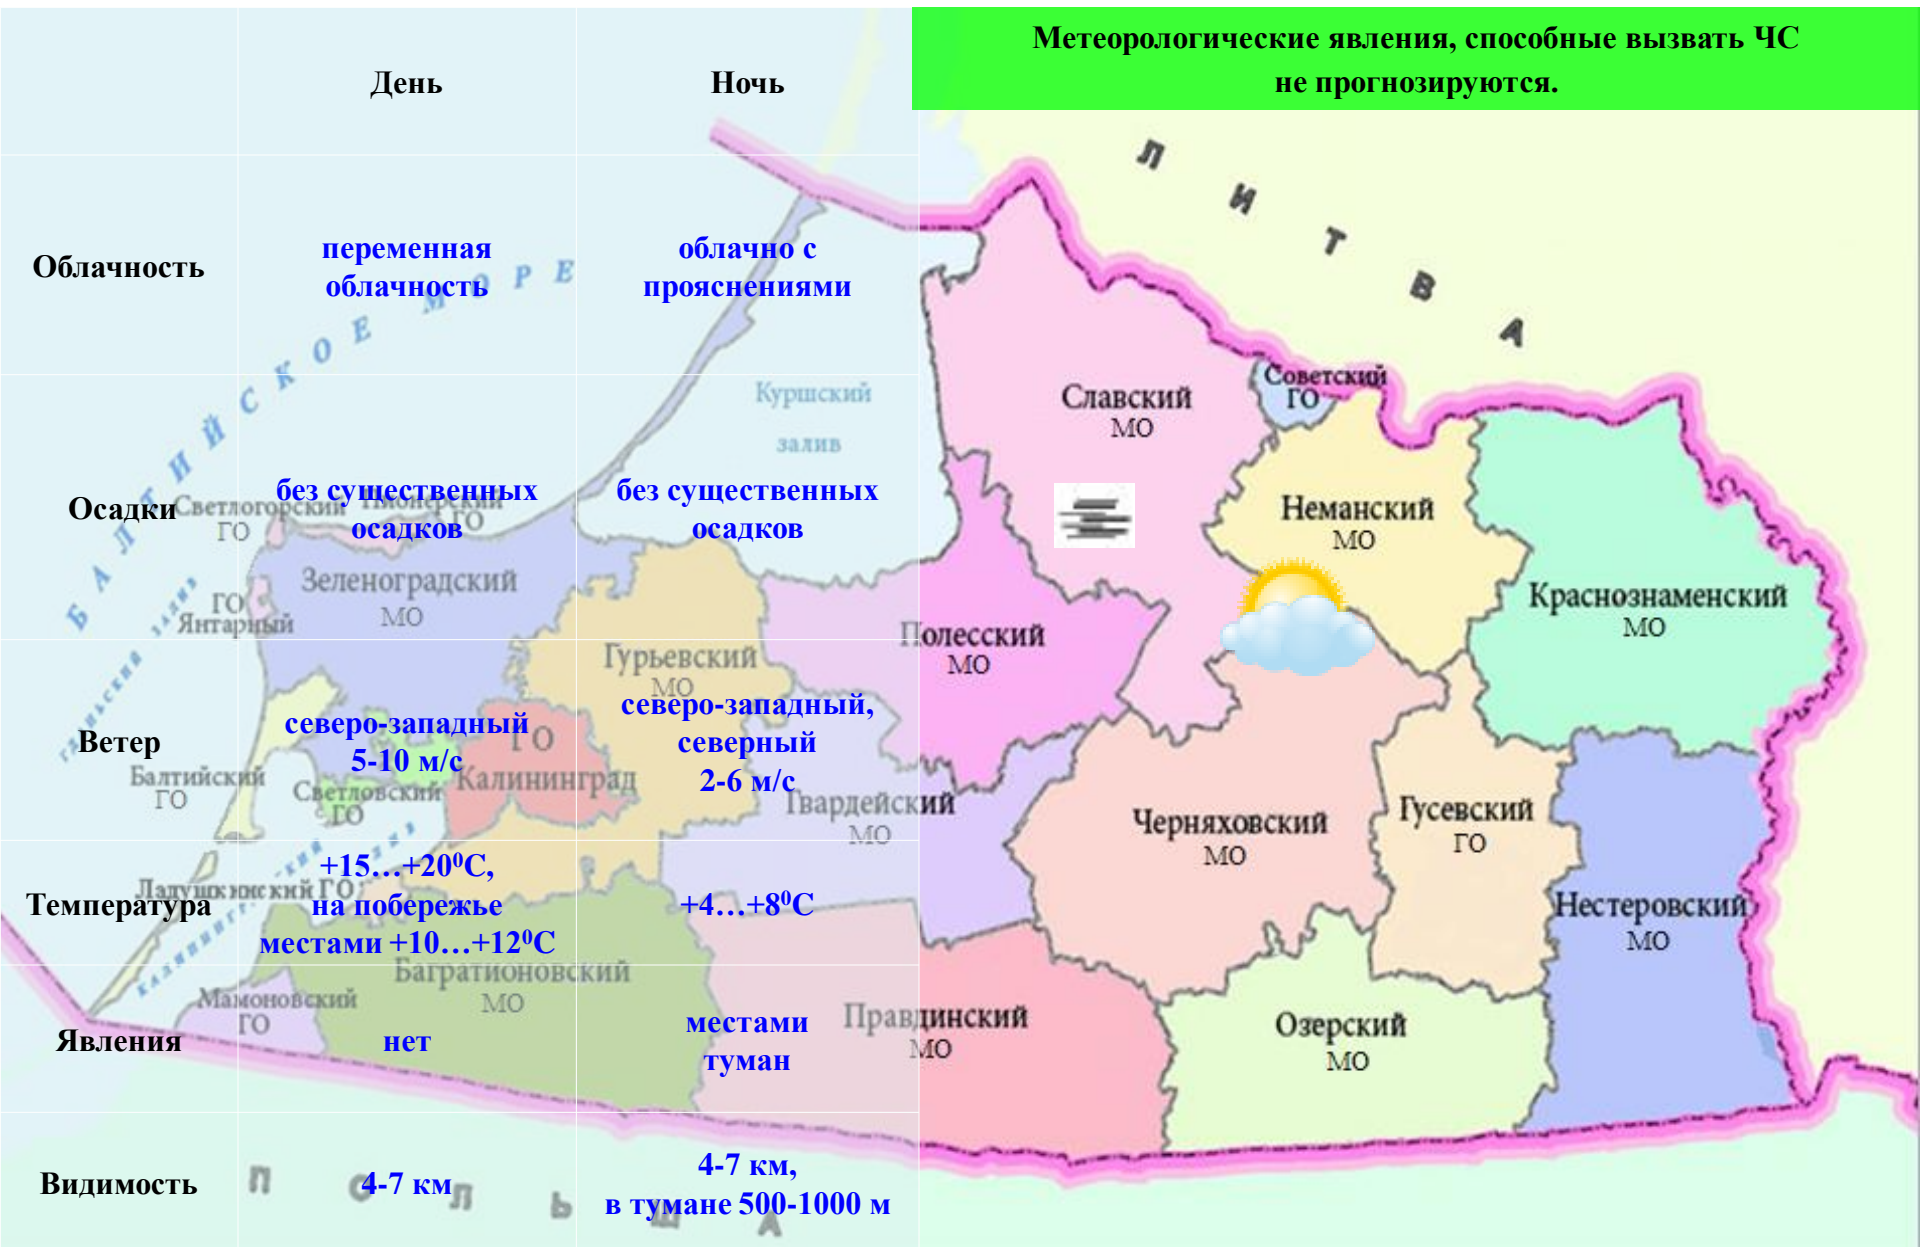 Метеорологические явления, способные вызвать ЧС
не прогнозируются.
День
Ночь
Облачность
переменная
облачность
облачно с
прояснениями
Осадки
без существенных
осадков
без существенных
осадков
Ветер
северо-западный
5-10 м/с
северо-западный,
северный
2-6 м/с
Температура
+15…+20⁰С,
на побережье
местами +10…+12⁰С
+4…+8⁰С
Явления
нет
местами
туман
Видимость
4-7 км
4-7 км,
в тумане 500-1000 м
БАЛТИЙСКОЕ МОРЕ
ЛИТВА
ПОЛЬША
Куршский
залив
Светлогорский
ГО
Пионерский
ГО
Зеленоградский
МО
ГО
Янтарный
Гурьевский
МО
ГО
Калининград
Балтийский
ГО
Светловский
ГО
Ладушкинский ГО
Мамоновский
ГО
Багратионовский
МО
Гвардейский
МО
Полесский
МО
Славский
МО
Советский
ГО
Неманский
МО
Краснознаменский
МО
Черняховский
МО
Гусевский
ГО
Нестеровский
МО
Правдинский
МО
Озерский
МО